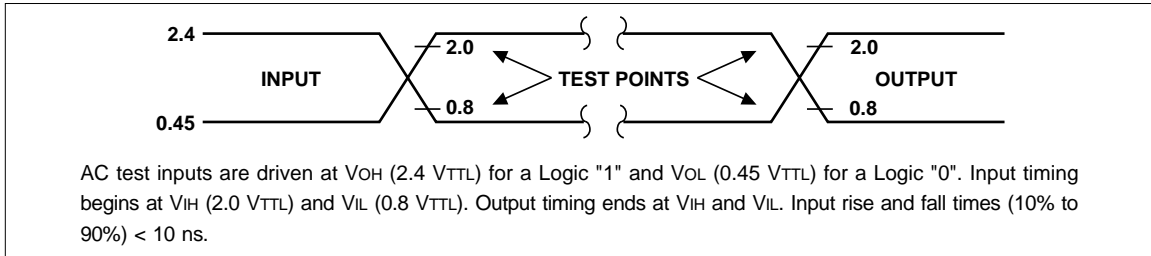 2.4
2.0
2.0
INPUT
TEST POINTS
OUTPUT
0.8
0.8
0.45
AC test inputs are driven at VOH (2.4 VTTL) for a Logic "1" and VOL (0.45 VTTL) for a Logic "0". Input timing
begins at VIH (2.0 VTTL) and VIL (0.8 VTTL). Output timing ends at VIH and VIL. Input rise and fall times (10% to
90%) < 10 ns.